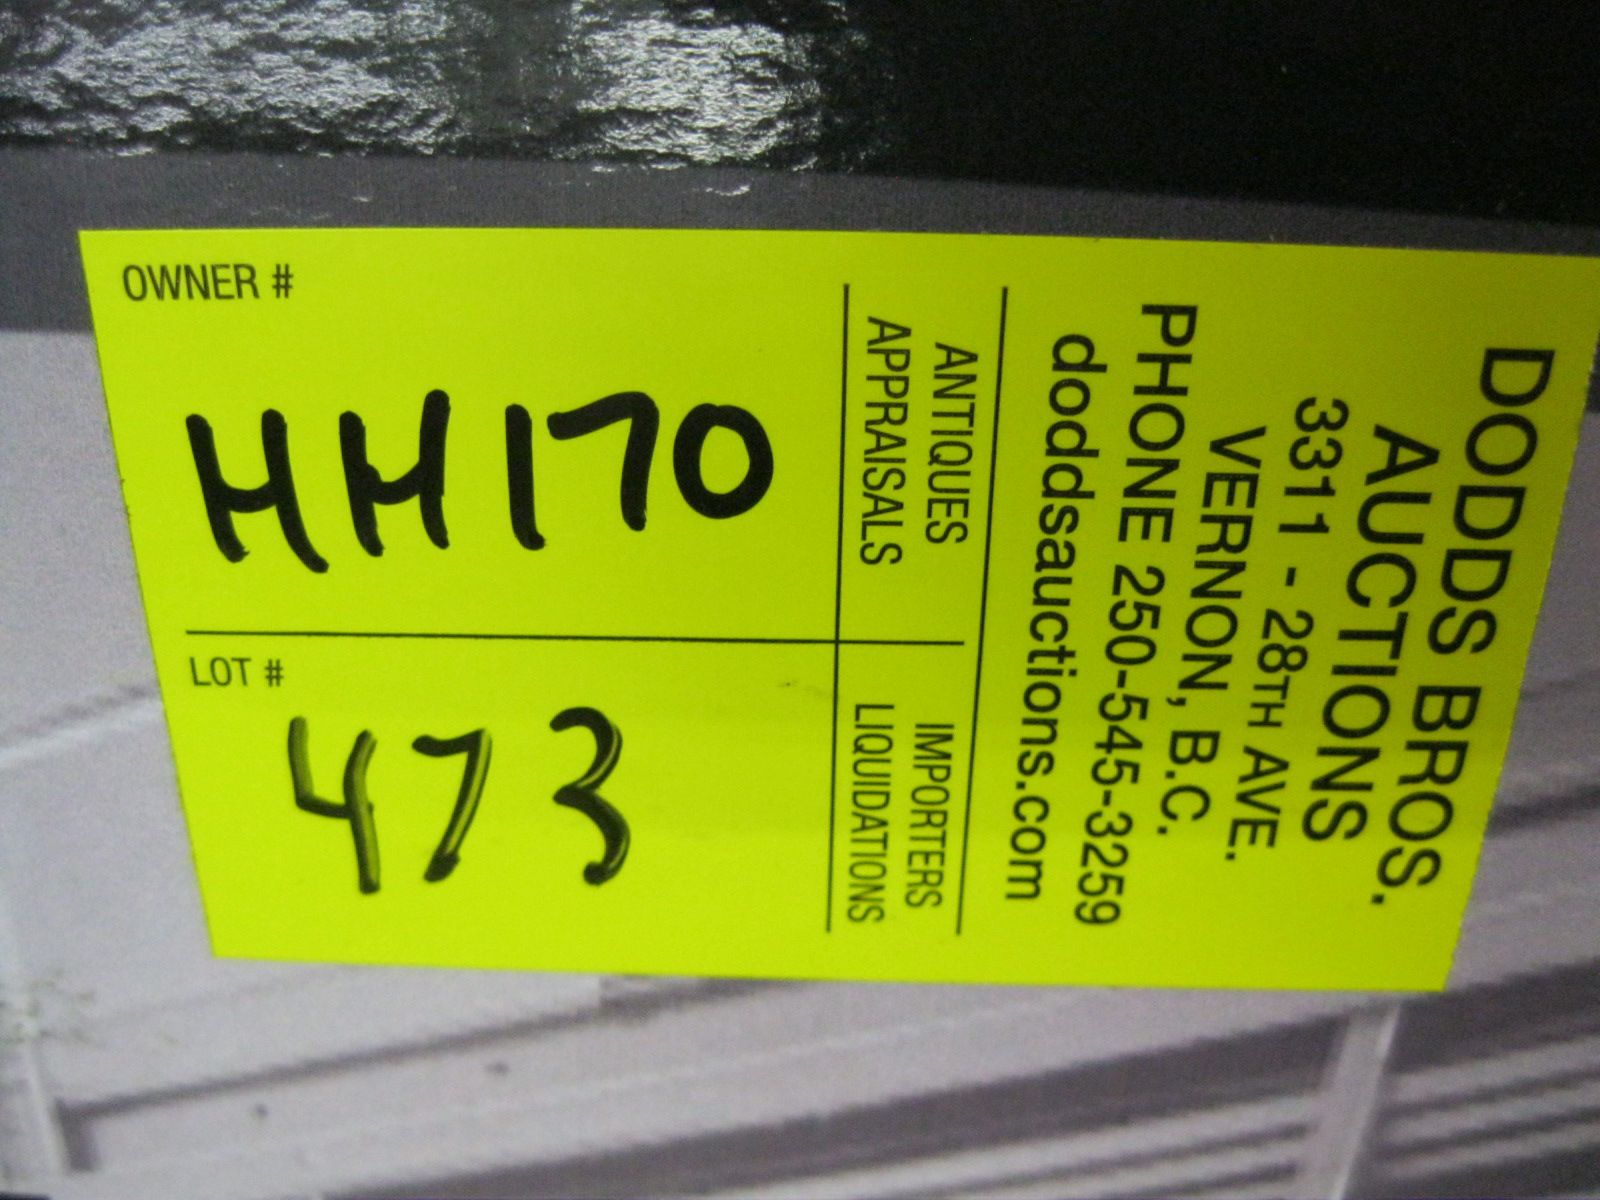 OWNER #
HH170
LOT #
473
ANTIQUES
APPRAISALS
IMPORTERS
LIQUIDATIONS
DODDS BROS.
AUCTIONS
3311 - 28TH AVE.
VERNON, B.C.
PHONE 250-545-3259
doddsauctions.com